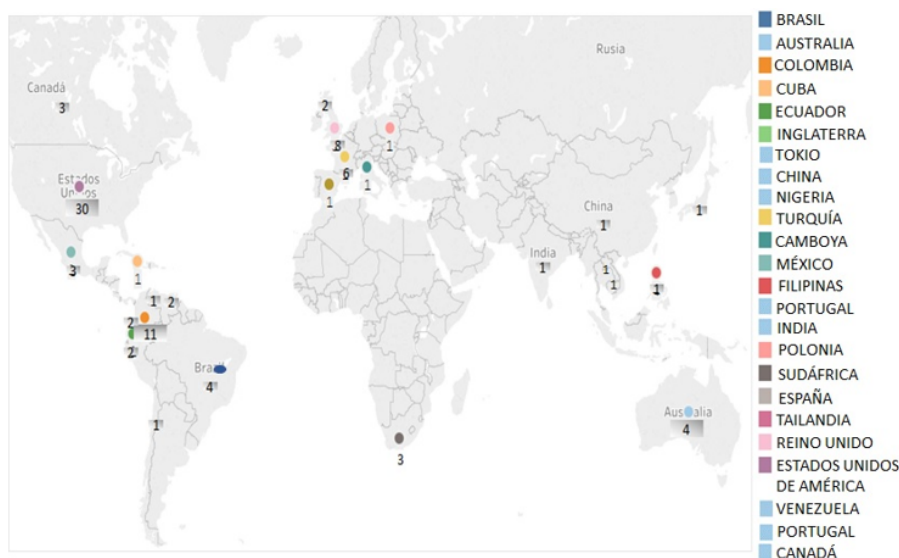 Rusia
Canadá
3
2
8
1
6
1
1
Estados
Unidos
30
China
1
1
India
1
1
1
1
3
1
1
2
2
11
2
Brasil
4
1
3
Australia
4
BRASIL
AUSTRALIA
COLOMBIA
CUBA
ECUADOR
INGLATERRA
TOKIO
CHINA
NIGERIA
TURQUÍA
CAMBOYA
MÉXICO
FILIPINAS
PORTUGAL
INDIA
POLONIA
SUDÁFRICA
ESPAÑA
TAILANDIA
REINO UNIDO
ESTADOS UNIDOS
DE AMÉRICA
VENEZUELA
PORTUGAL
CANADÁ